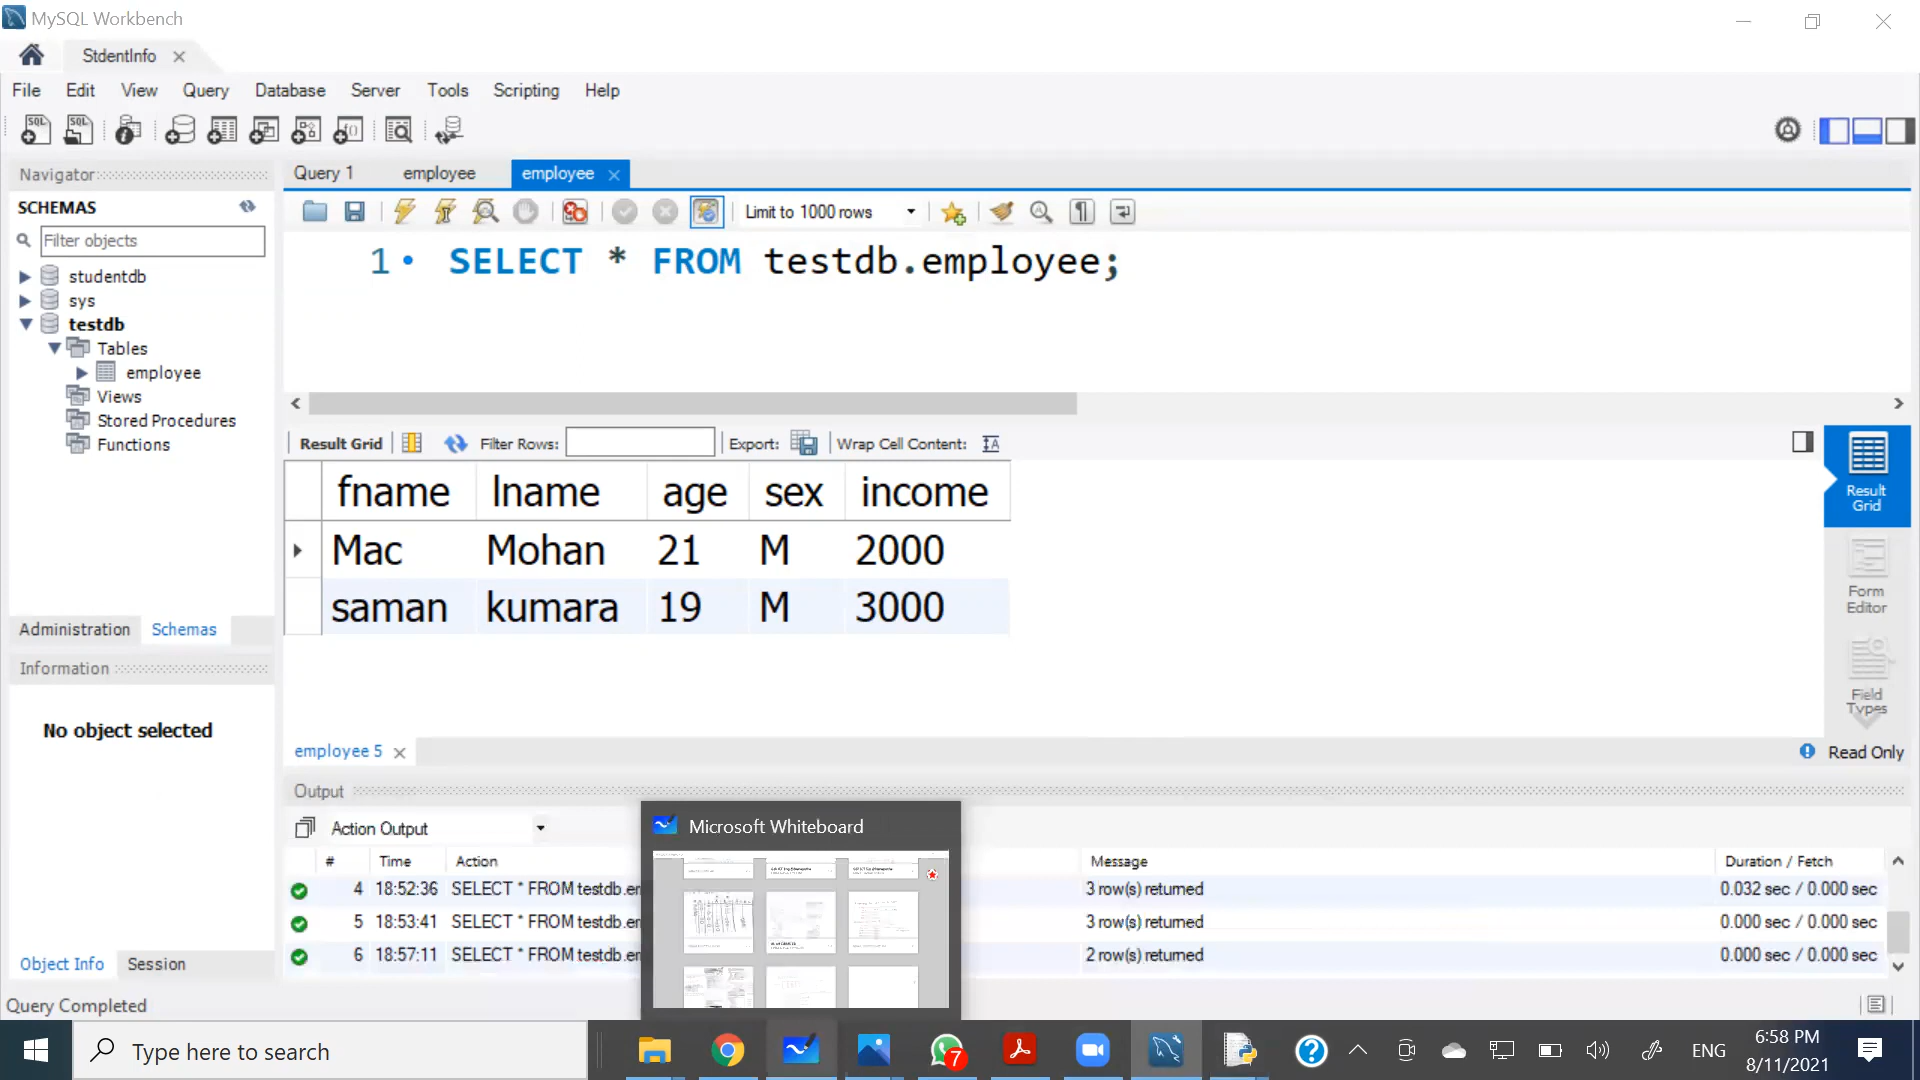 MySQL Workbench
StdentInfo
File Edit View Query Database Server Tools Scripting Help
Navigator
SCHEMAS
Filter objects
studentdb
sys
testdb
Tables
employee
Views
Stored Procedures
Functions
Administration Schemas
Information
No object selected
Object Info Session
Query 1 employee employee
Limit to 1000 rows
1 SELECT * FROM testdb.employee;
Result Grid Filter Rows: Export: Wrap Cell Content:
fname lname age sex income
Mac Mohan 21 M 2000
saman kumara 19 M 3000
Result
Grid
Form
Editor
Field
Types
employee 5
Read Only
Output
Action Output
Microsoft Whiteboard
# Time Action Message Duration / Fetch
4 18:52:36 SELECT * FROM testdb.em 3 row(s) returned 0.032 sec / 0.000 sec
5 18:53:41 SELECT * FROM testdb.em 3 row(s) returned 0.000 sec / 0.000 sec
6 18:57:11 SELECT * FROM testdb.em 2 row(s) returned 0.000 sec / 0.000 sec
Query Completed
Type here to search
7
ENG
6:58 PM
8/11/2021